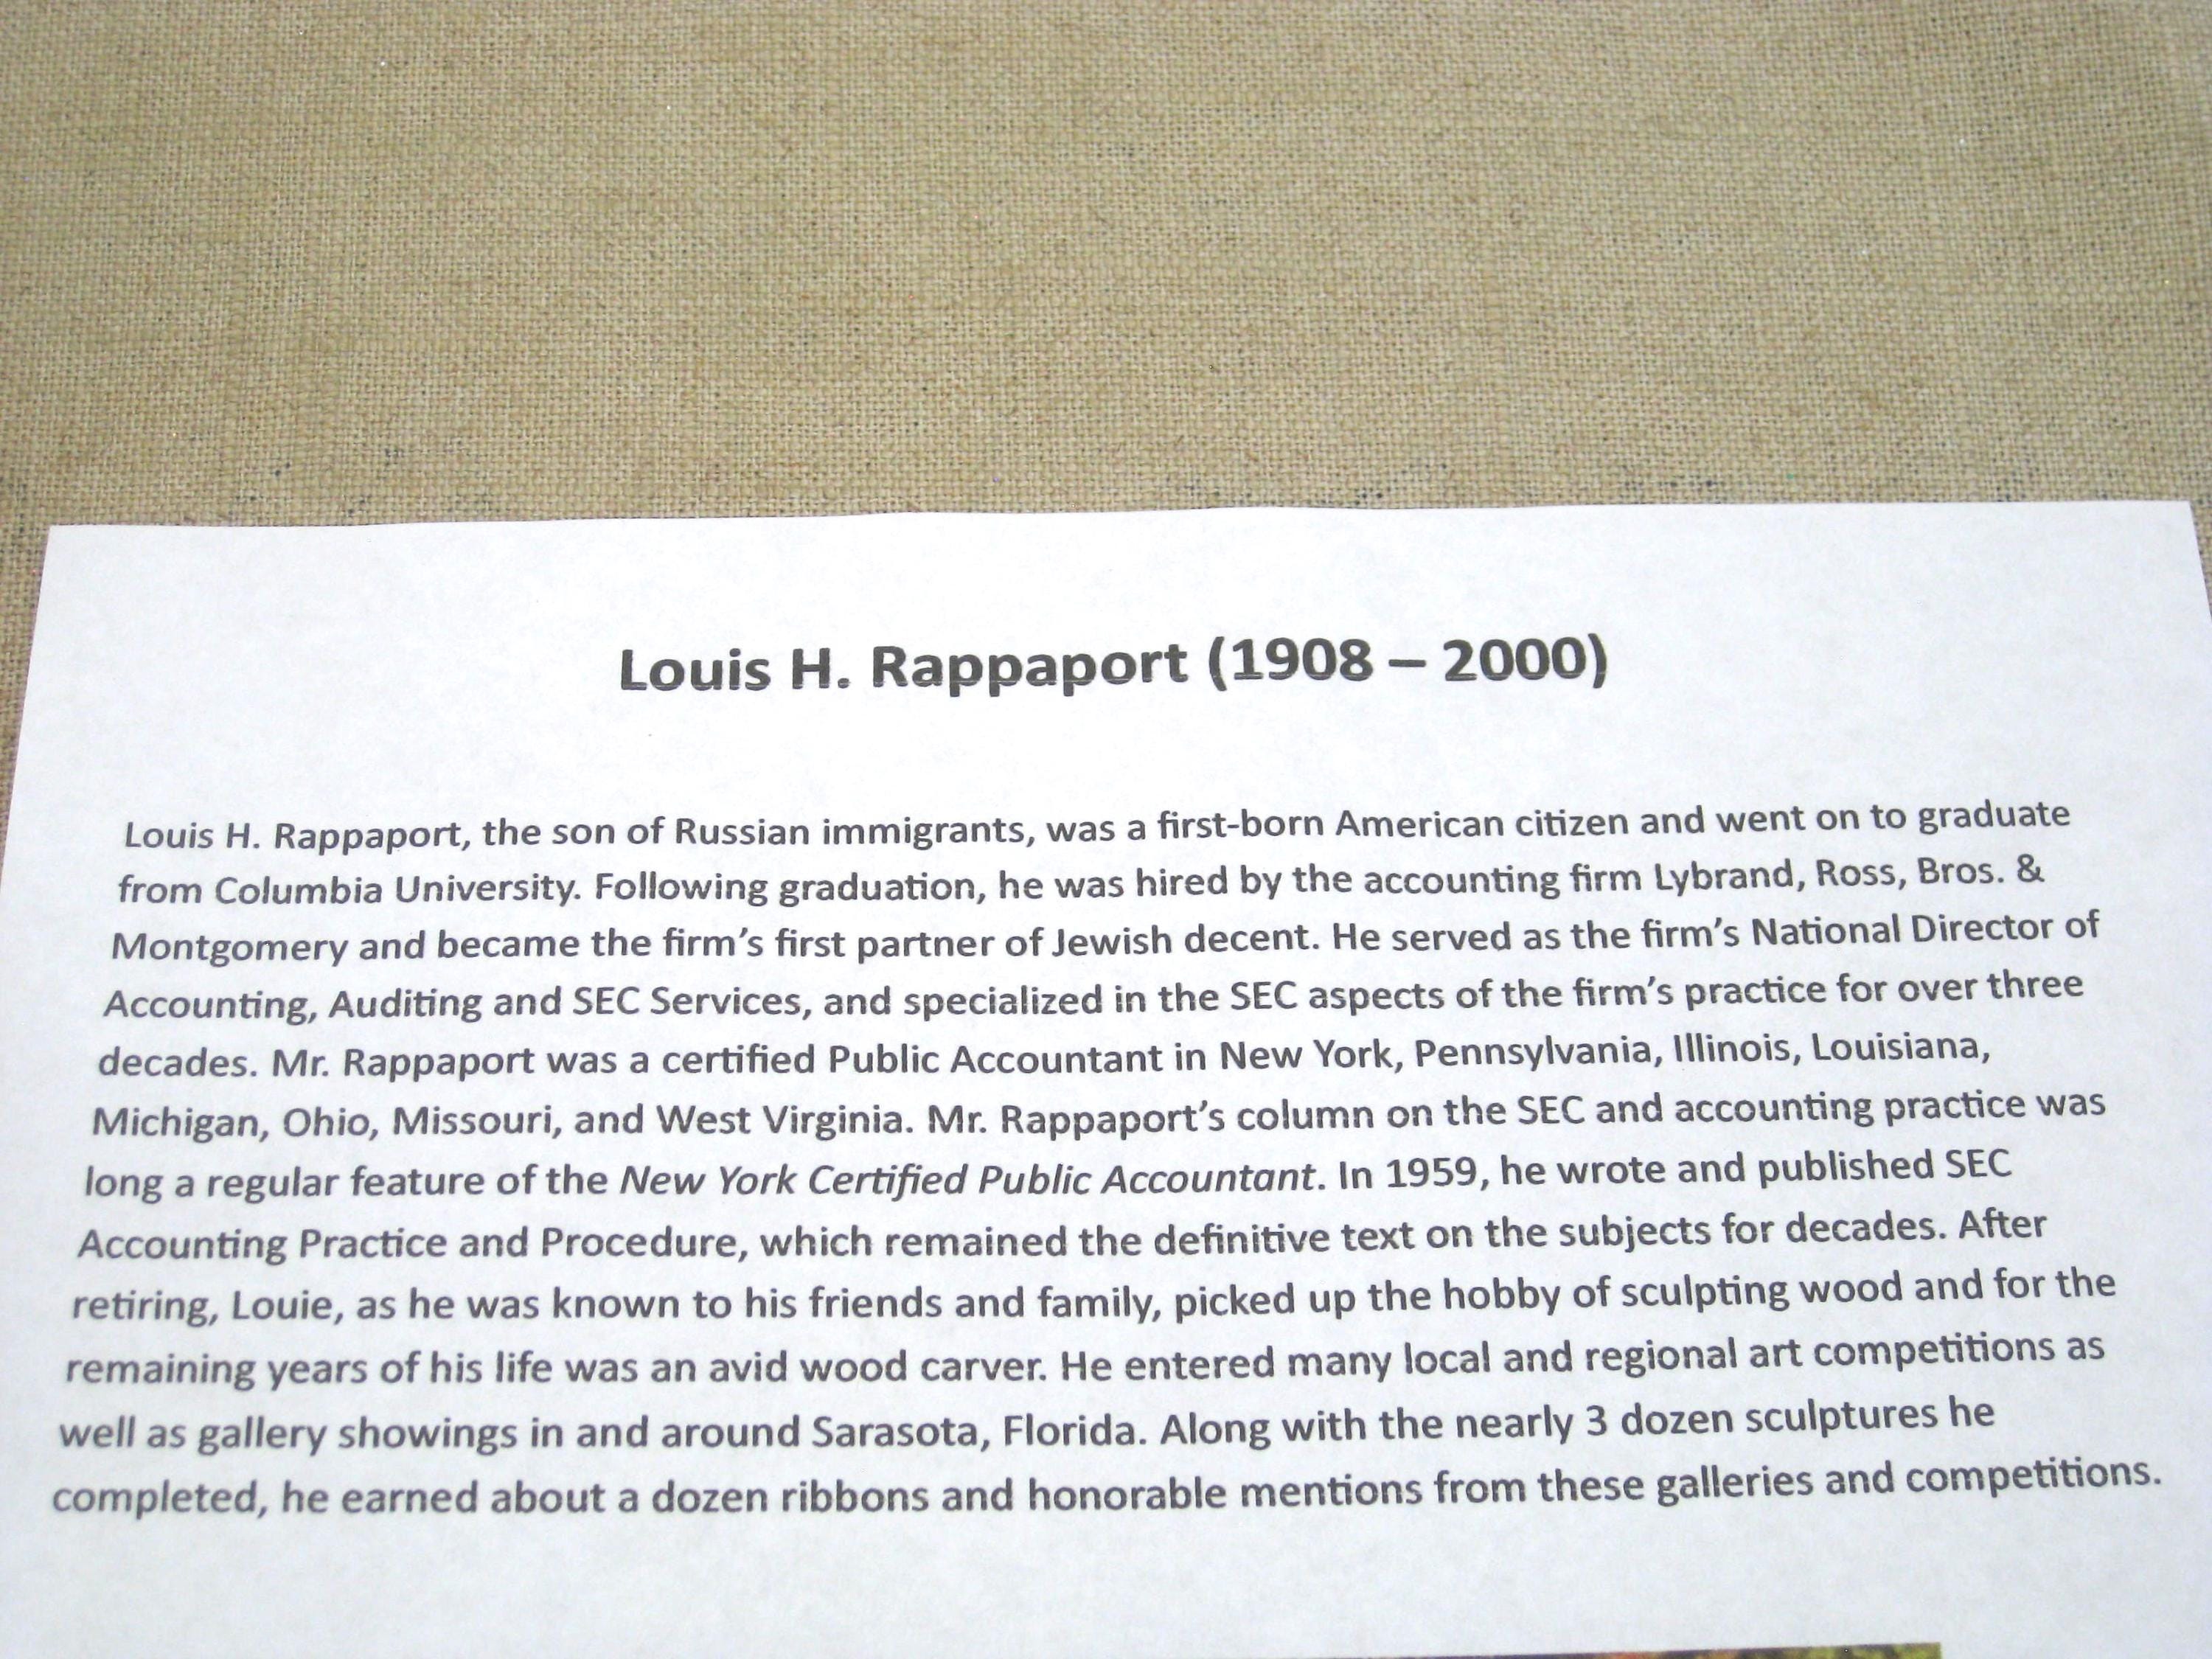 Louis H. Rappaport (1908 – 2000)
Louis H. Rappaport, the son of Russian immigrants, was a first-born American citizen and went on to graduate
from Columbia University. Following graduation, he was hired by the accounting firm Lybrand, Ross, Bros. &
Montgomery and became the firm's first partner of Jewish decent. He served as the firm's National Director of
Accounting, Auditing and SEC Services, and specialized in the SEC aspects of the firm's practice for over three
decades. Mr. Rappaport was a certified Public Accountant in New York, Pennsylvania, Illinois, Louisiana,
Michigan, Ohio, Missouri, and West Virginia. Mr. Rappaport's column on the SEC and accounting practice was
long a regular feature of the New York Certified Public Accountant. In 1959, he wrote and published SEC
Accounting Practice and Procedure, which remained the definitive text on the subjects for decades. After
retiring, Louie, as he was known to his friends and family, picked up the hobby of sculpting wood and for the
remaining years of his life was an avid wood carver. He entered many local and regional art competitions as
well as gallery showings in and around Sarasota, Florida. Along with the nearly 3 dozen sculptures he
completed, he earned about a dozen ribbons and honorable mentions from these galleries and competitions.